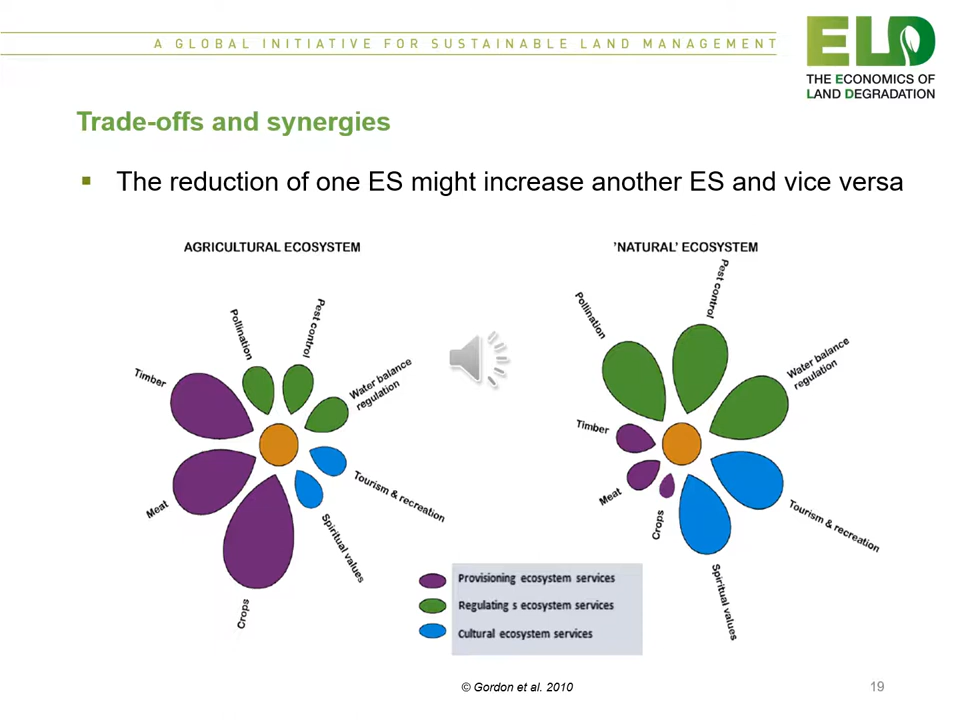 A GLOBAL INITIATIVE FOR SUSTAINABLE LAND MANAGEMENT
ELD
THE ECONOMICS OF
LAND DEGRADATION
Trade-offs and synergies
The reduction of one ES might increase another ES and vice versa
AGRICULTURAL ECOSYSTEM
Pollination
Pest control
Timber
Water balance
regulation
Meat
Tourism & recreation
Spiritual values
Crops
'NATURAL' ECOSYSTEM
Pollination
Pest control
Water balance
regulation
Timber
Meat
Crops
Tourism & recreation
Spiritual values
Provisioning ecosystem services
Regulating s ecosystem services
Cultural ecosystem services
© Gordon et al. 2010
19